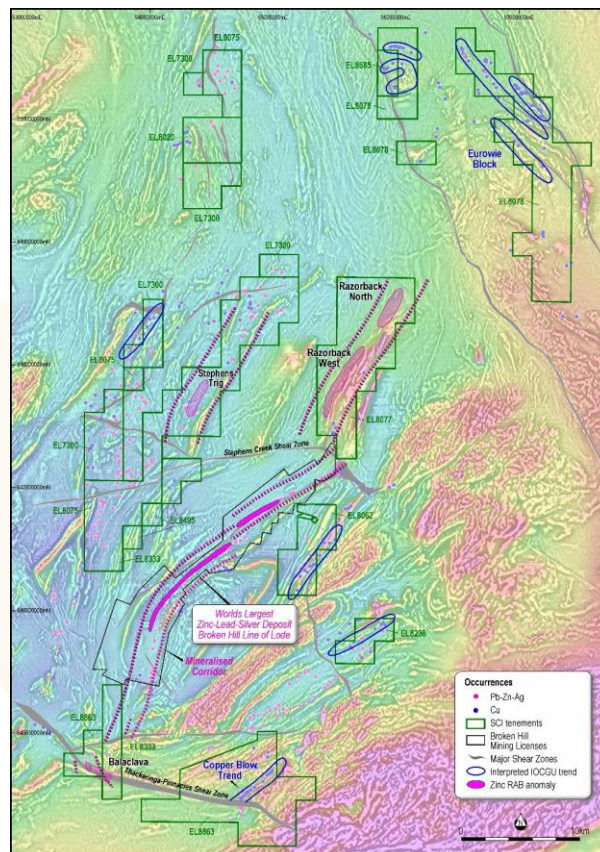 EL8075
EL7300
EL8020
EL7300
EL8685
EL8078
EL8078
Eurowie
Block
EL8078
EL7300
EL7300
EL8075
Razorback
North
Razorback
West
Stephens
Trig
EL8077
EL7300
Stephens Creek Shear Zone
EL8075
EL8495
EL8333
EL8062
Worlds Largest
Zinc-Lead-Silver Deposit
Broken Hill Line of Lode
EL8236
Mineralised
Corridor
EL8863
EL8333
Balaclava
Copper Blow
Trend
Thackaringa-Pinnacles Shear Zone
EL8863
Occurrences
Pb-Zn-Ag
Cu
SCI tenements
Broken Hill
Mining Licenses
Major Shear Zones
Interpreted IOCGU trend
Zinc RAB anomaly
0
10km